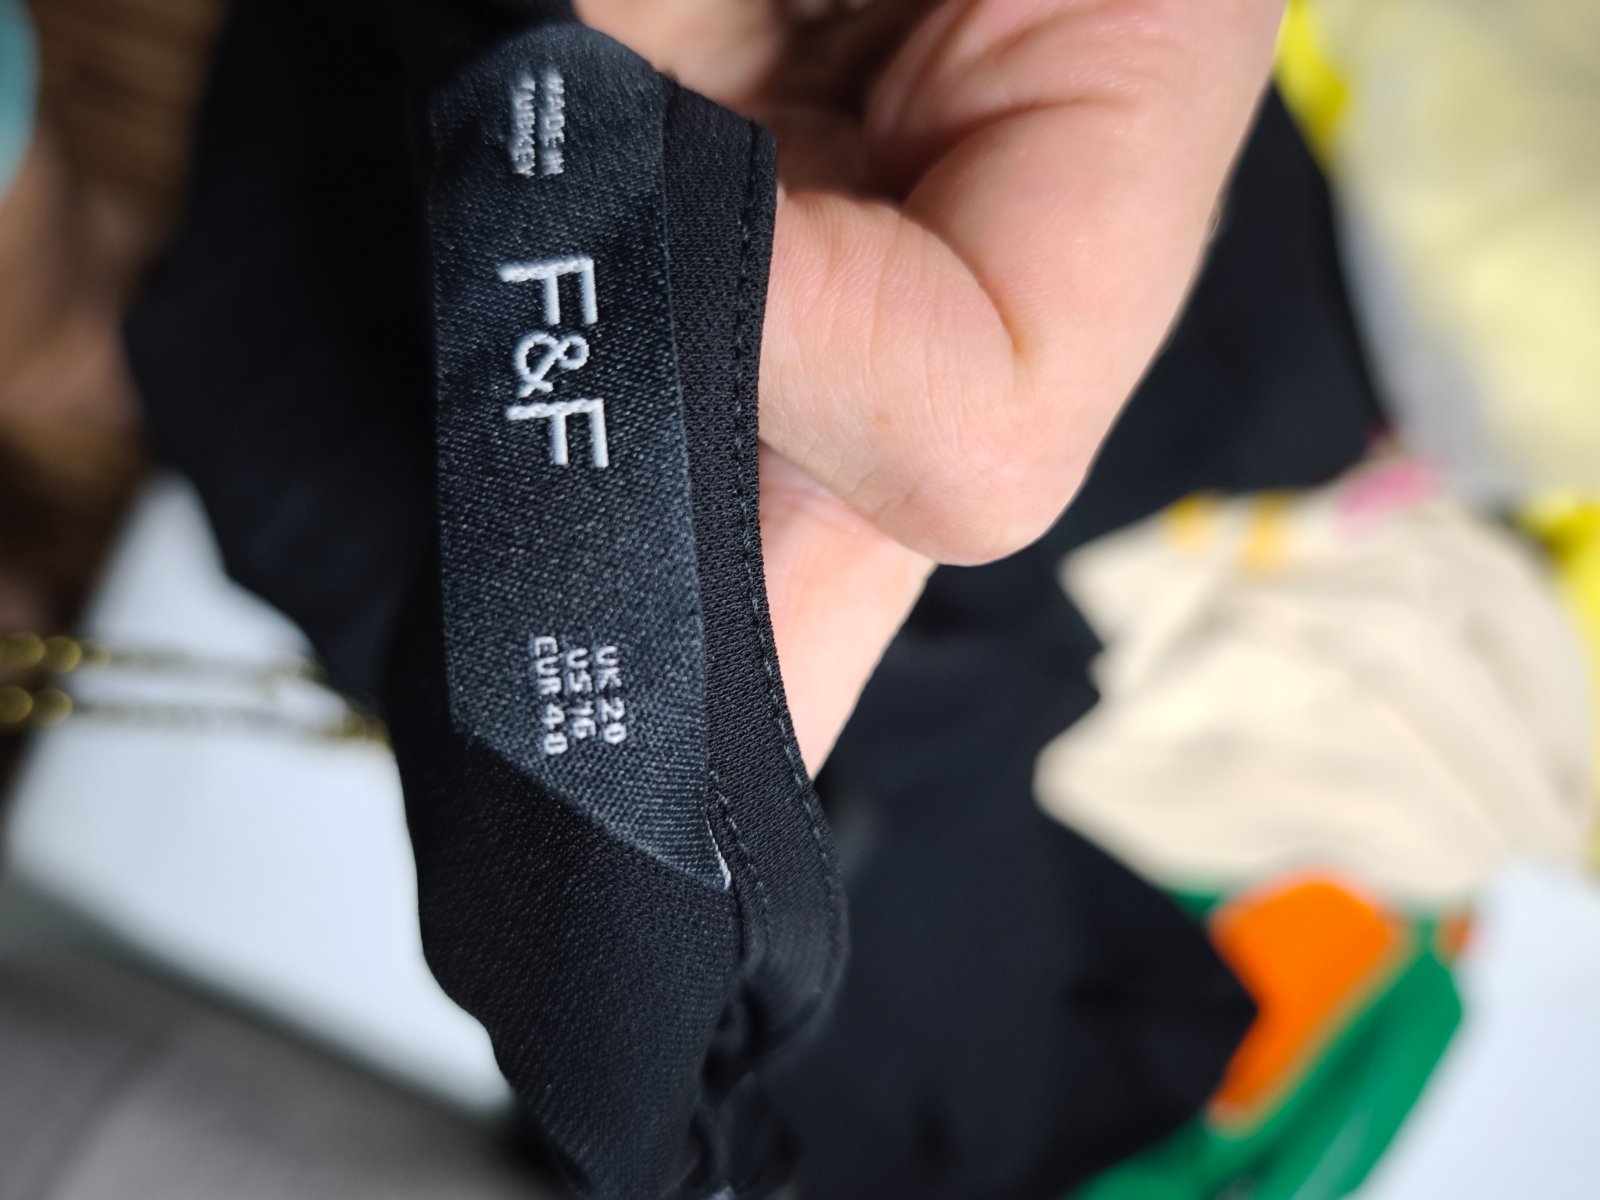 MADE IN
TURKEY
F&F
UK 20
US 16
EUR 48